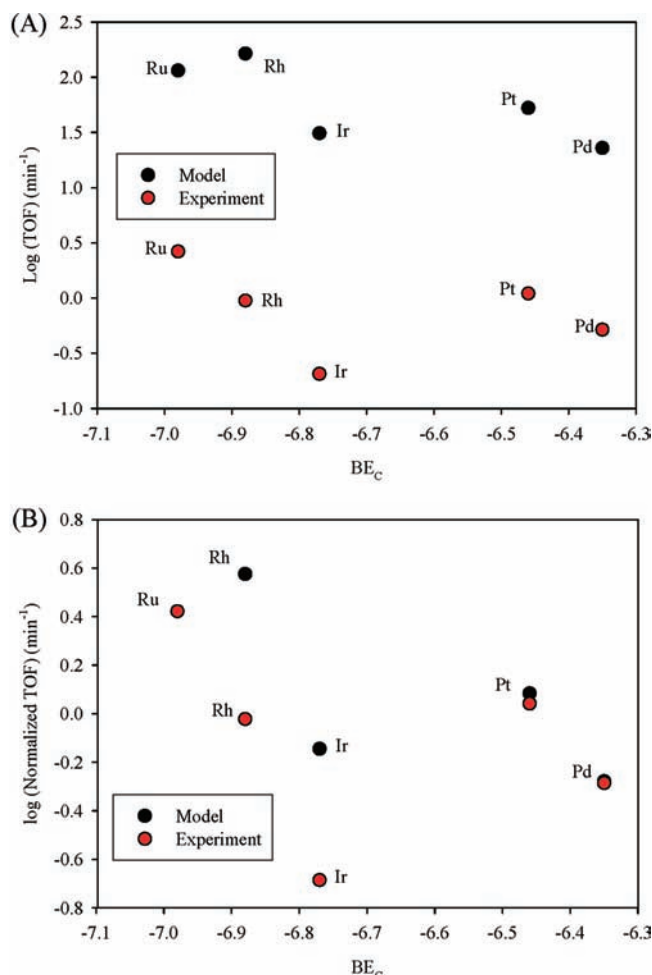 (A)
2.5
2.0
1.5
1.0
0.5
0.0
-0.5
-1.0
Log (TOF) (min⁻¹)
Ru
Rh
Ir
Pt
Pd
Model
Experiment
Ru
Rh
Ir
Pt
Pd
-7.1 -7.0 -6.9 -6.8 -6.7 -6.6 -6.5 -6.4 -6.3
BE_C
(B)
0.8
0.6
0.4
0.2
0.0
-0.2
-0.4
-0.6
-0.8
log (Normalized TOF) (min⁻¹)
Rh
Ru
Rh
Ir
Pt
Pd
Model
Experiment
Ir
-7.1 -7.0 -6.9 -6.8 -6.7 -6.6 -6.5 -6.4 -6.3
BE_C